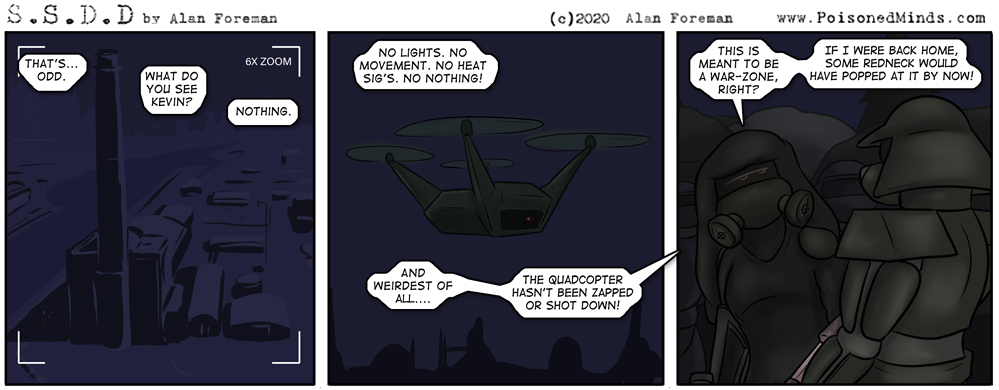 S.S.D.D by Alan Foreman
(c)2020 Alan Foreman
www.PoisonedMinds.com
THAT'S...
ODD.
6X ZOOM
WHAT DO
YOU SEE
KEVIN?
NOTHING.
NO LIGHTS. NO
MOVEMENT. NO HEAT
SIG'S. NO NOTHING!
AND
WEIRDEST OF
ALL....
THE QUADCOPTER
HASN'T BEEN ZAPPED
OR SHOT DOWN!
THIS IS
MEANT TO BE
A WAR-ZONE,
RIGHT?
IF I WERE BACK HOME,
SOME REDNECK WOULD
HAVE POPPED AT IT BY NOW!